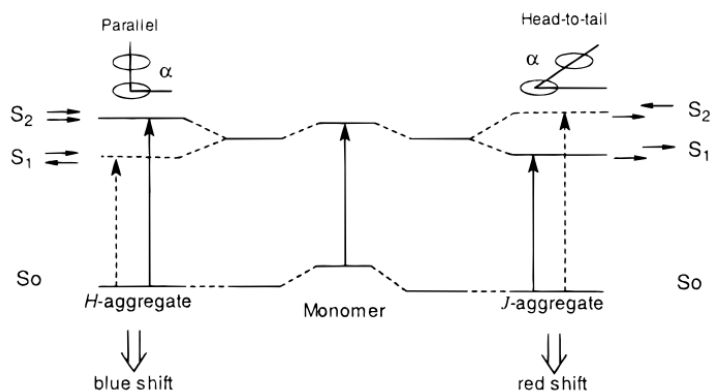 Parallel
Head-to-tail
α
α
S2
S2
S1
S1
So
So
H-aggregate
Monomer
J-aggregate
blue shift
red shift